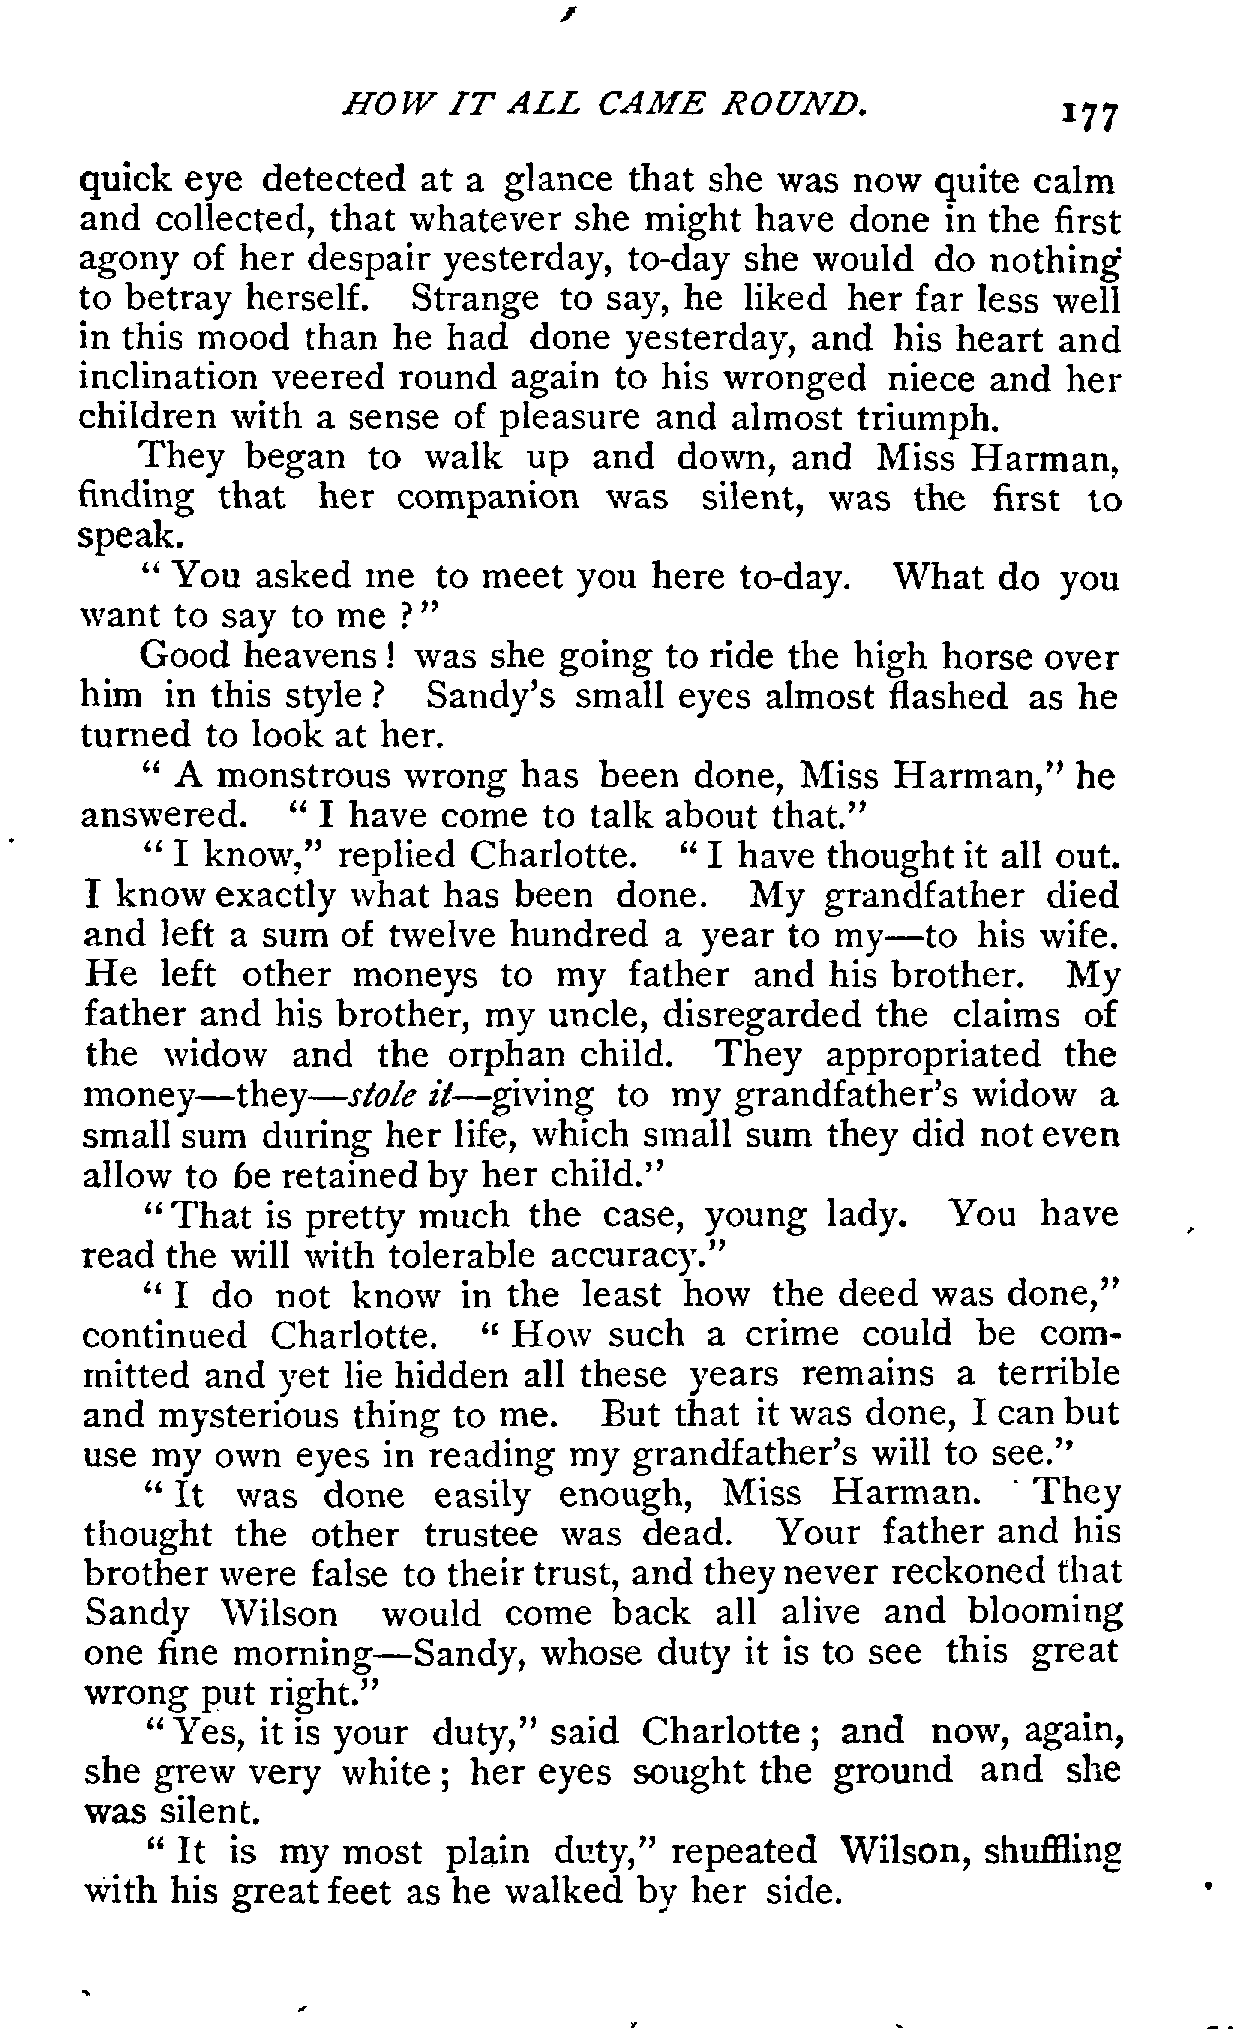 HOW IT ALL CAME ROUND. 177
quick eye detected at a glance that she was now quite calm
and collected, that whatever she might have done in the first
agony of her despair yesterday, to-day she would do nothing
to betray herself. Strange to say, he liked her far less well
in this mood than he had done yesterday, and his heart and
inclination veered round again to his wronged niece and her
children with a sense of pleasure and almost triumph.
They began to walk up and down, and Miss Harman,
finding that her companion was silent, was the first to
speak.
“ You asked me to meet you here to-day. What do you
want to say to me ?”
Good heavens ! was she going to ride the high horse over
him in this style ? Sandy’s small eyes almost flashed as he
turned to look at her.
“ A monstrous wrong has been done, Miss Harman,” he
answered. “ I have come to talk about that.”
“ I know,” replied Charlotte. “ I have thought it all out.
I know exactly what has been done. My grandfather died
and left a sum of twelve hundred a year to my—to his wife.
He left other moneys to my father and his brother. My
father and his brother, my uncle, disregarded the claims of
the widow and the orphan child. They appropriated the
money—they—stole it—giving to my grandfather’s widow a
small sum during her life, which small sum they did not even
allow to be retained by her child.”
“ That is pretty much the case, young lady. You have
read the will with tolerable accuracy.”
“ I do not know in the least how the deed was done,”
continued Charlotte. “ How such a crime could be com-
mitted and yet lie hidden all these years remains a terrible
and mysterious thing to me. But that it was done, I can but
use my own eyes in reading my grandfather’s will to see.”
“ It was done easily enough, Miss Harman. They
thought the other trustee was dead. Your father and his
brother were false to their trust, and they never reckoned that
Sandy Wilson would come back all alive and blooming
one fine morning—Sandy, whose duty it is to see this great
wrong put right.”
“ Yes, it is your duty,” said Charlotte ; and now, again,
she grew very white ; her eyes sought the ground and she
was silent.
“ It is my most plain duty,” repeated Wilson, shuffling
with his great feet as he walked by her side.